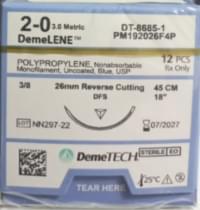 2-0 3.0 Metric
DemeLENE™
DT-8685-1
PM192026F4P
12 PCS
Rx Only
POLYPROPYLENE, Nonabsorbable
Monofilament, Uncoated, Blue, USP
3/8
26mm Reverse Cutting
DFS
45 CM
18"
LOT NN297-22
07/2027
DemeTECH
STERILE EO
25°C
TEAR HERE